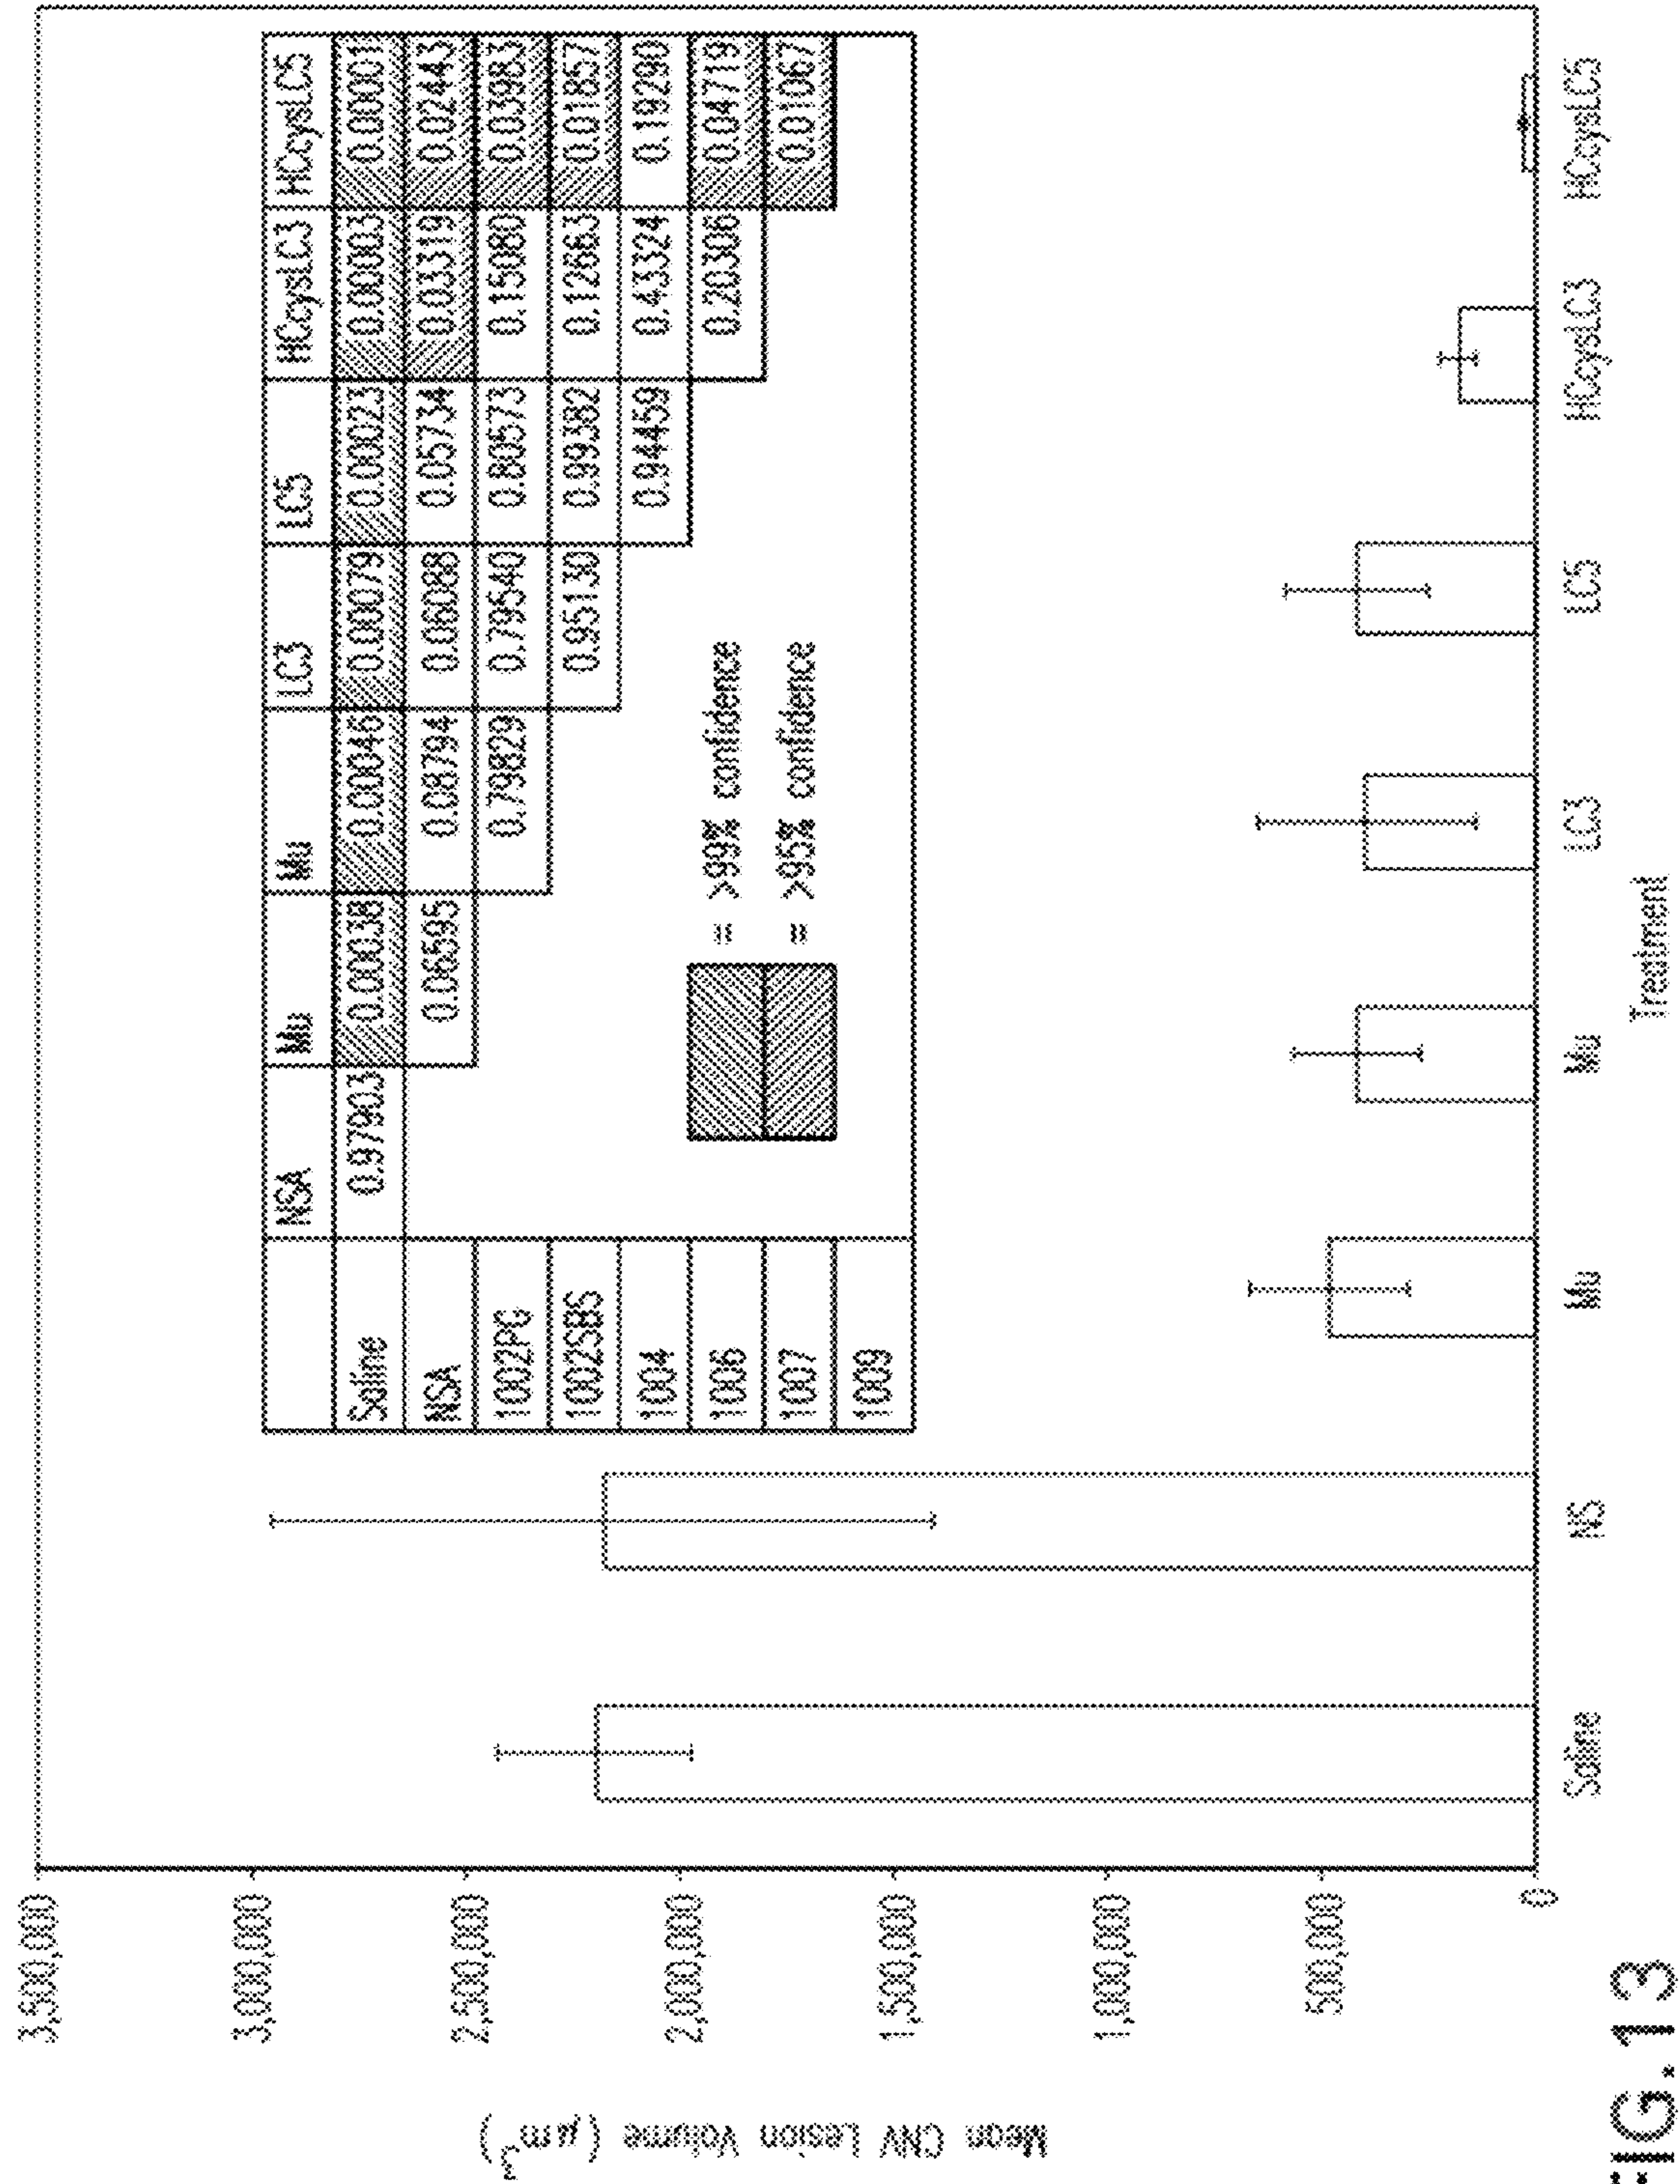 Mean CNV Lesion Volume (μm³)
3,500,000
3,000,000
2,500,000
2,000,000
1,500,000
1,000,000
500,000
0
NSA Mu Mu LC3 LC5 HCcysLC3 HCcysLC5
Saline 0.97903 0.00038 0.00046 0.00079 0.00023 0.00003 0.00001
NSA 0.06595 0.08794 0.06088 0.05734 0.03319 0.02443
1002PG 0.79829 0.79540 0.80573 0.15080 0.03983
1002SBS 0.95130 0.99382 0.12663 0.01857
1004 0.94459 0.43324 0.19290
1006 0.20306 0.04719
1007 0.01067
1009
= >99% confidence
= >95% confidence
Saline NS Mu Mu LC3 LC5 HCcysLC3 HCcysLC5
Treatment
FIG.13